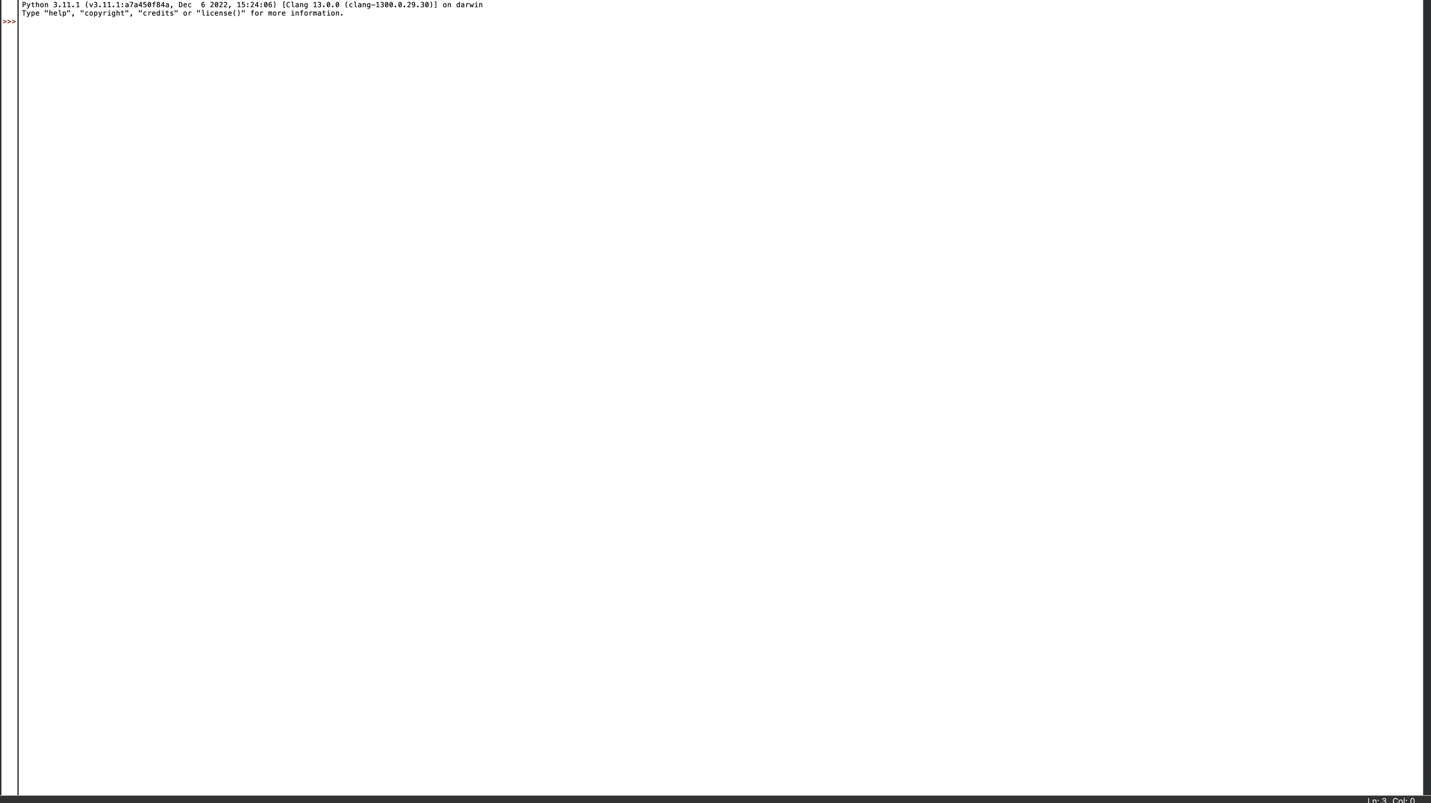 Python 3.11.1 (v3.11.1:a7a450f84a, Dec  6 2022, 15:24:06) [Clang 13.0.0 (clang-1300.0.29.30)] on darwin
Type "help", "copyright", "credits" or "license()" for more information.
>>>
Ln: 3 Col: 0